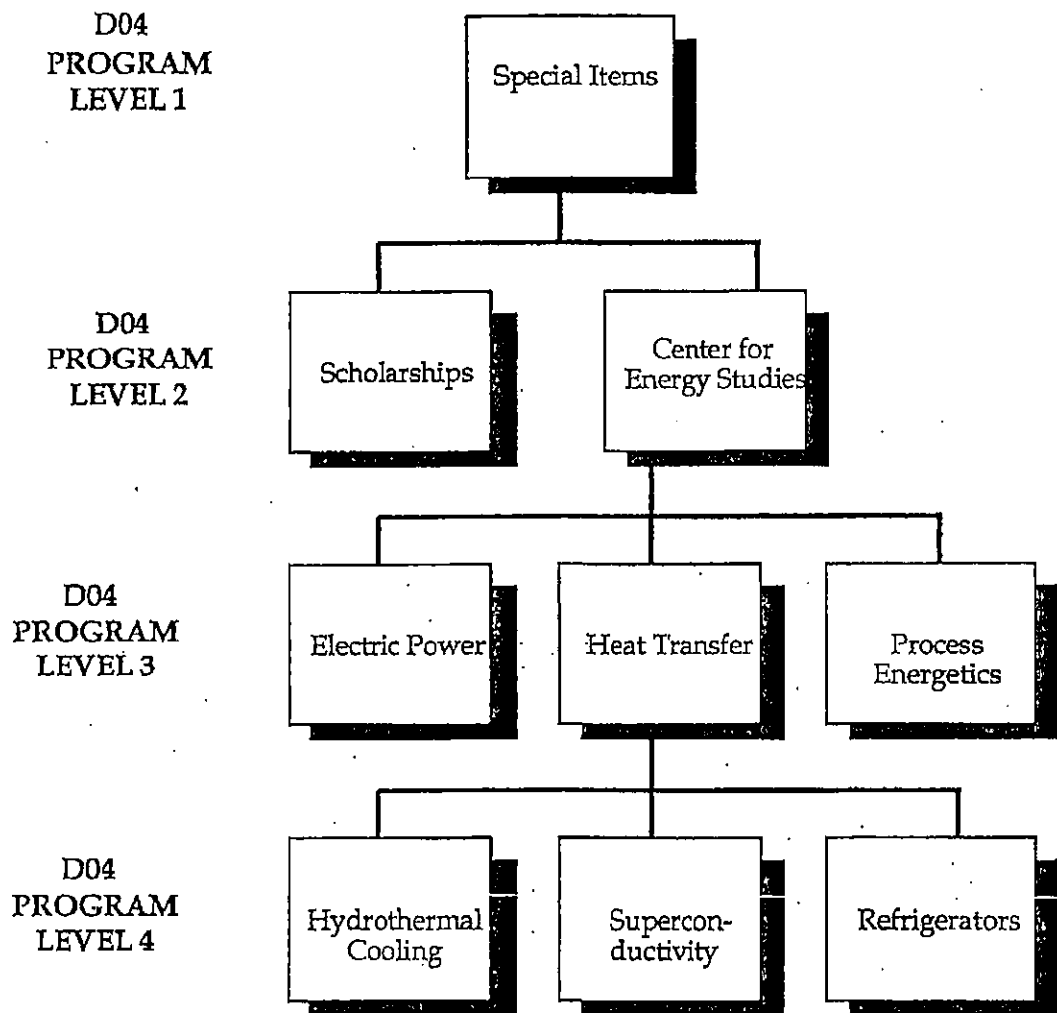 D04
PROGRAM
LEVEL 1
Special Items
D04
PROGRAM
LEVEL 2
Scholarships
Center for
Energy Studies
D04
PROGRAM
LEVEL 3
Electric Power
Heat Transfer
Process
Energetics
D04
PROGRAM
LEVEL 4
Hydrothermal
Cooling
Supercon-
ductivity
Refrigerators